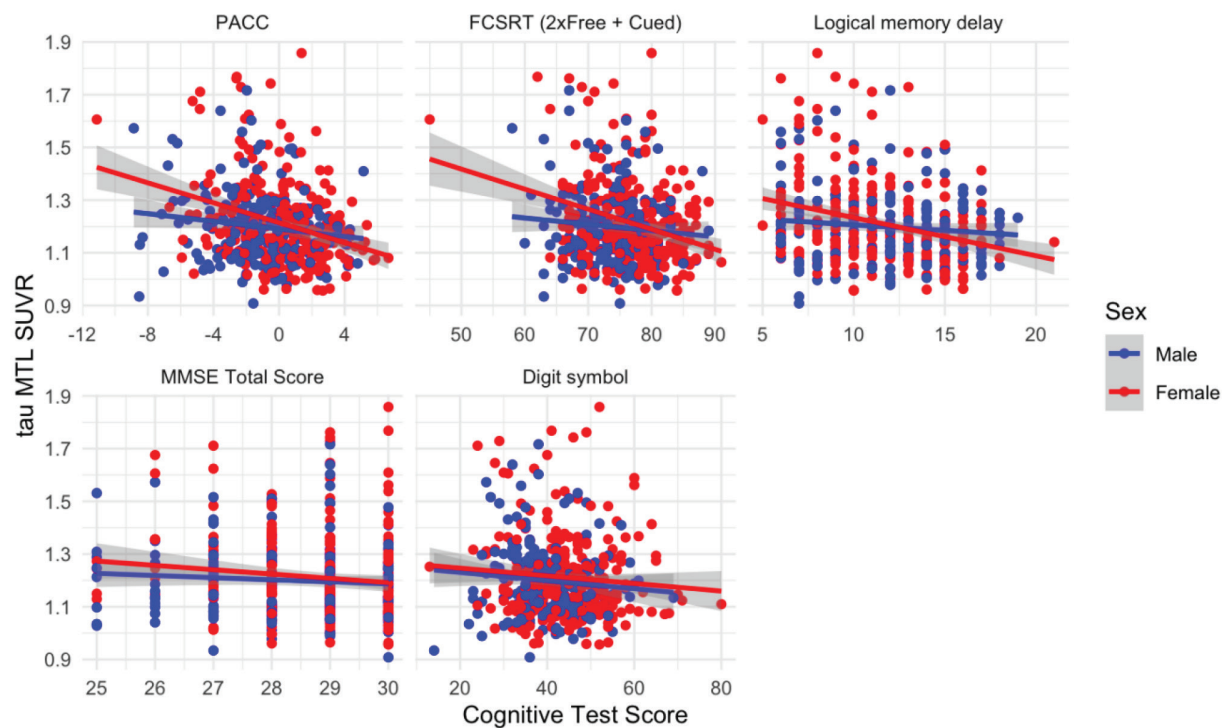 PACC
FCSRT (2xFree + Cued)
Logical memory delay
1.9
1.7
1.5
1.3
1.1
0.9
-12 -8 -4 0 4
50 60 70 80 90
5 10 15 20
MMSE Total Score
Digit symbol
1.9
1.7
1.5
1.3
1.1
0.9
25 26 27 28 29 30
20 40 60 80
tau MTL SUVR
Cognitive Test Score
Sex
Male
Female